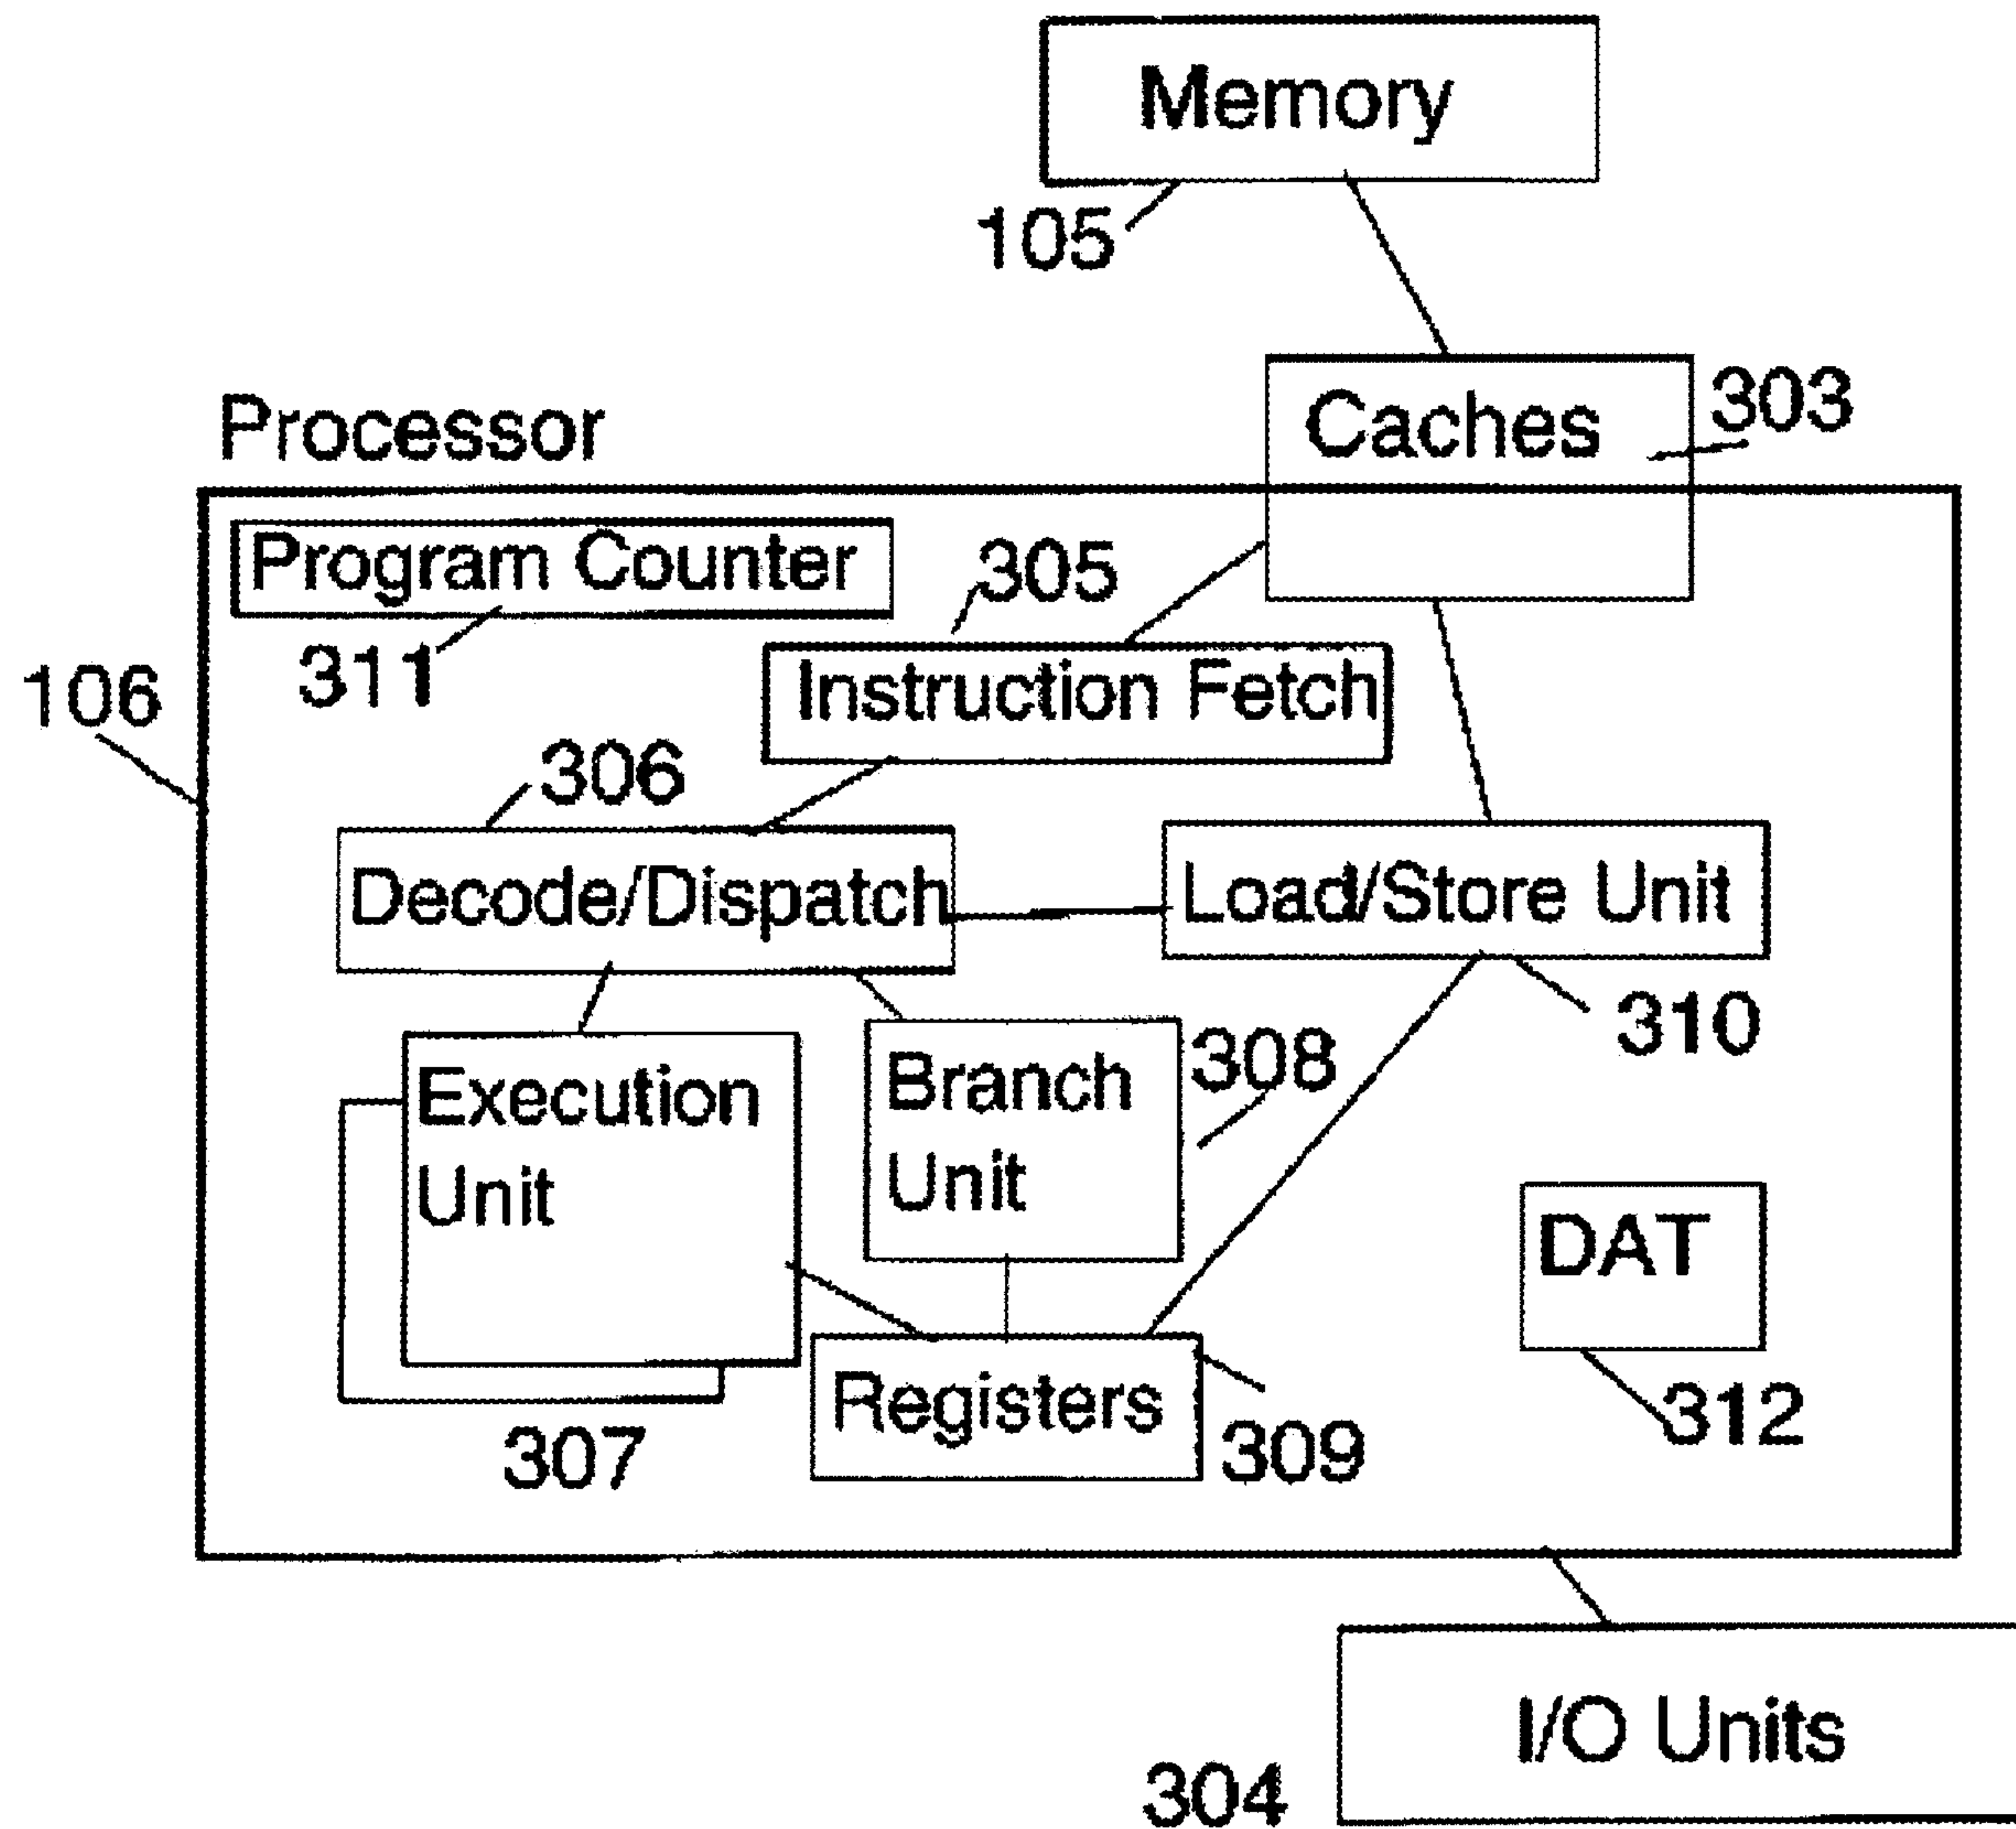 Memory
105
Caches
303
Processor
Program Counter
305
311
Instruction Fetch
106
306
Decode/Dispatch
Load/Store Unit
310
Execution
Unit
Branch
Unit
308
DAT
Registers
312
307
309
I/O Units
304